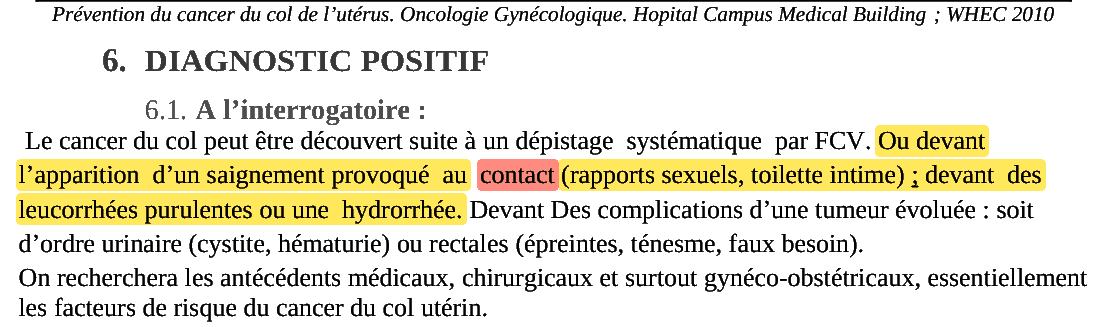 Prévention du cancer du col de l’utérus. Oncologie Gynécologique. Hopital Campus Medical Building ; WHEC 2010
6. DIAGNOSTIC POSITIF
6.1. A l’interrogatoire :
Le cancer du col peut être découvert suite à un dépistage systématique par FCV. Ou devant
l’apparition d’un saignement provoqué au contact (rapports sexuels, toilette intime) ; devant des
leucorrhées purulentes ou une hydrorrhée. Devant Des complications d’une tumeur évoluée : soit
d’ordre urinaire (cystite, hématurie) ou rectales (épreintes, ténesme, faux besoin).
On recherchera les antécédents médicaux, chirurgicaux et surtout gynéco-obstétricaux, essentiellement
les facteurs de risque du cancer du col utérin.